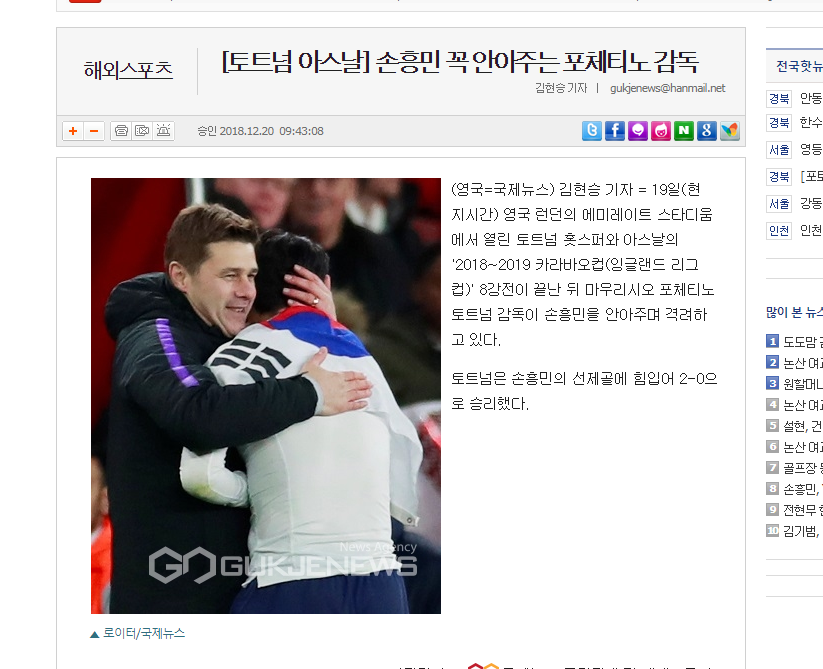 해외스포츠
[토트넘 아스날] 손흥민 꼭 안아주는 포체티노 감독
김현승 기자 | gukjenews@hanmail.net
승인 2018.12.20 09:43:08
(영국=국제뉴스) 김현승 기자 = 19일(현
지시간) 영국 런던의 에미레이트 스타디움
에서 열린 토트넘 홋스퍼와 아스날의
'2018~2019 카라바오컵(잉글랜드 리그
컵)' 8강전이 끝난 뒤 마우리시오 포체티노
토트넘 감독이 손흥민을 안아주며 격려하
고 있다.
토트넘은 손흥민의 선제골에 힘입어 2-0으
로 승리했다.
News Agency
GUKJENEWS
▲ 로이터/국제뉴스
전국핫뉴
경북 안동
경북 한수
서울 영등
경북 [포토
서울 강동
인천 인천
많이 본 뉴스
1 도도맘
2 논산 여교
3 원할머니
4 논산 여교
5 설현, 건
6 논산 여교
7 골프장
8 손흥민,
9 전현무
10 김기범,